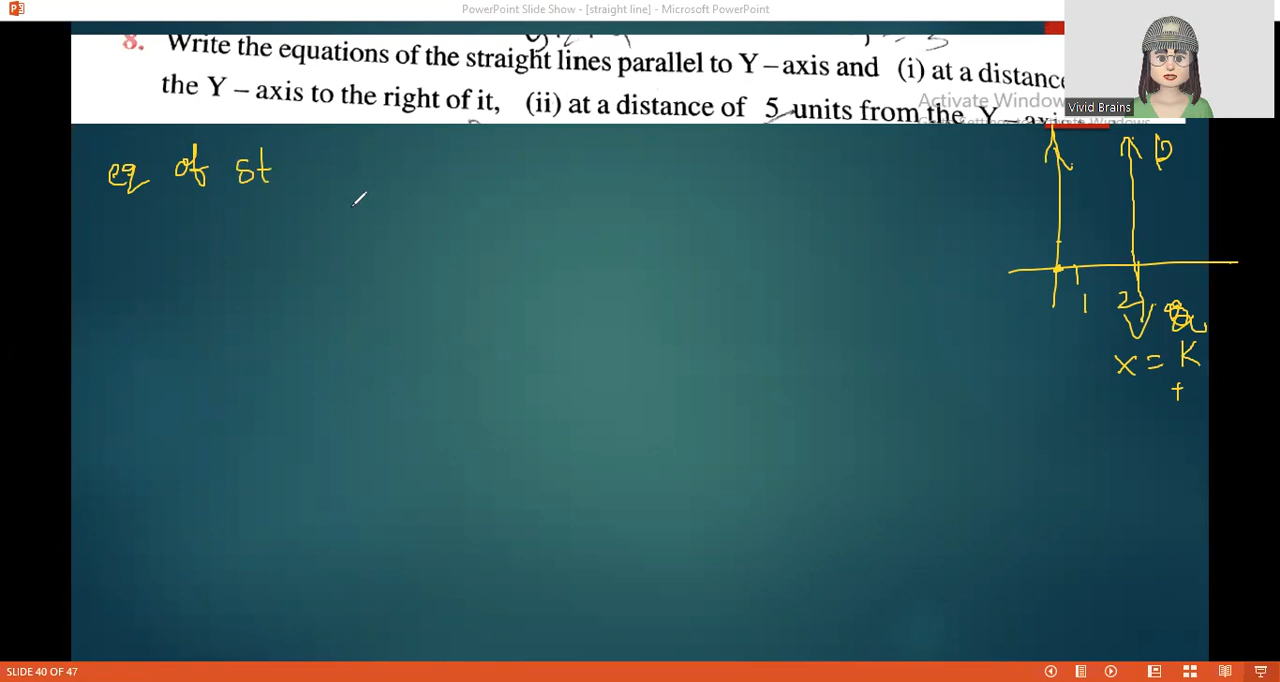 PowerPoint Slide Show - [straight line] - Microsoft PowerPoint
8. Write the equations of the straight lines parallel to Y – axis and (i) at a distance
the Y – axis to the right of it, (ii) at a distance of 5 units from the Y – axis
Activate Windows
Vivid Brains
eq of st
1 2
x = K
+
SLIDE 40 OF 47